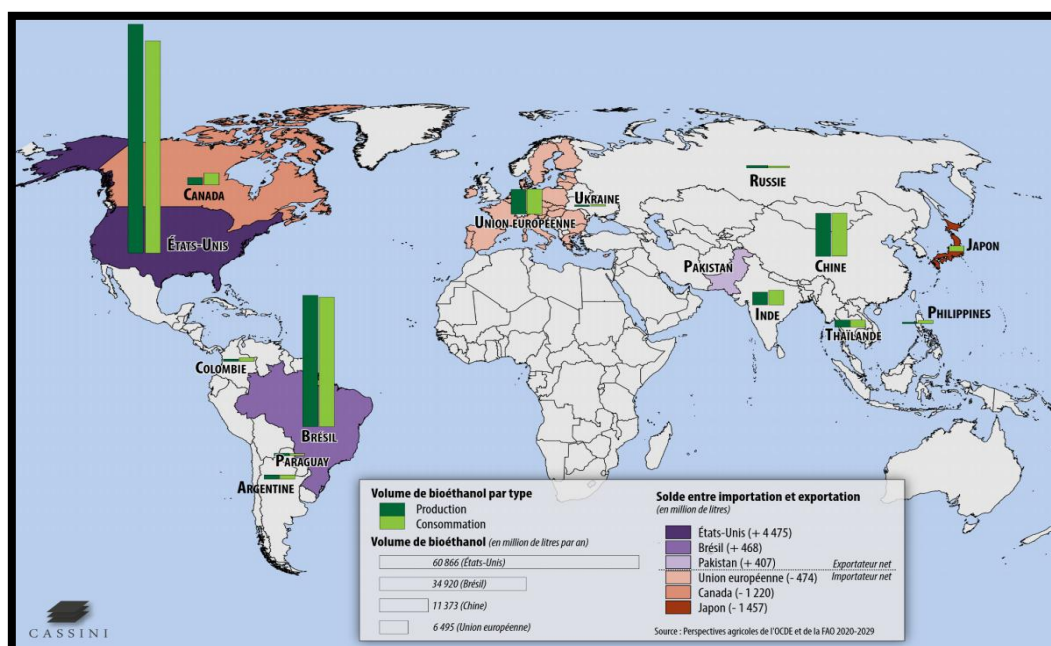 CANADA
ÉTATS-UNIS
UNION EUROPÉENNE
UKRAINE
RUSSIE
PAKISTAN
CHINE
JAPON
INDE
THAÏLANDE
PHILIPPINES
COLOMBIE
BRÉSIL
PARAGUAY
ARGENTINE
Volume de bioéthanol par type
Production
Consommation
Volume de bioéthanol (en million de litres par an)
60 866 (États-Unis)
34 920 (Brésil)
11 373 (Chine)
6 495 (Union européenne)
Solde entre importation et exportation
(en million de litres)
États-Unis (+ 4 475)
Brésil (+ 468)
Pakistan (+ 407)
Exportateur net
Importateur net
Union européenne (- 474)
Canada (- 1 220)
Japon (- 1 457)
Source : Perspectives agricoles de l'OCDE et de la FAO 2020-2029
CASSINI